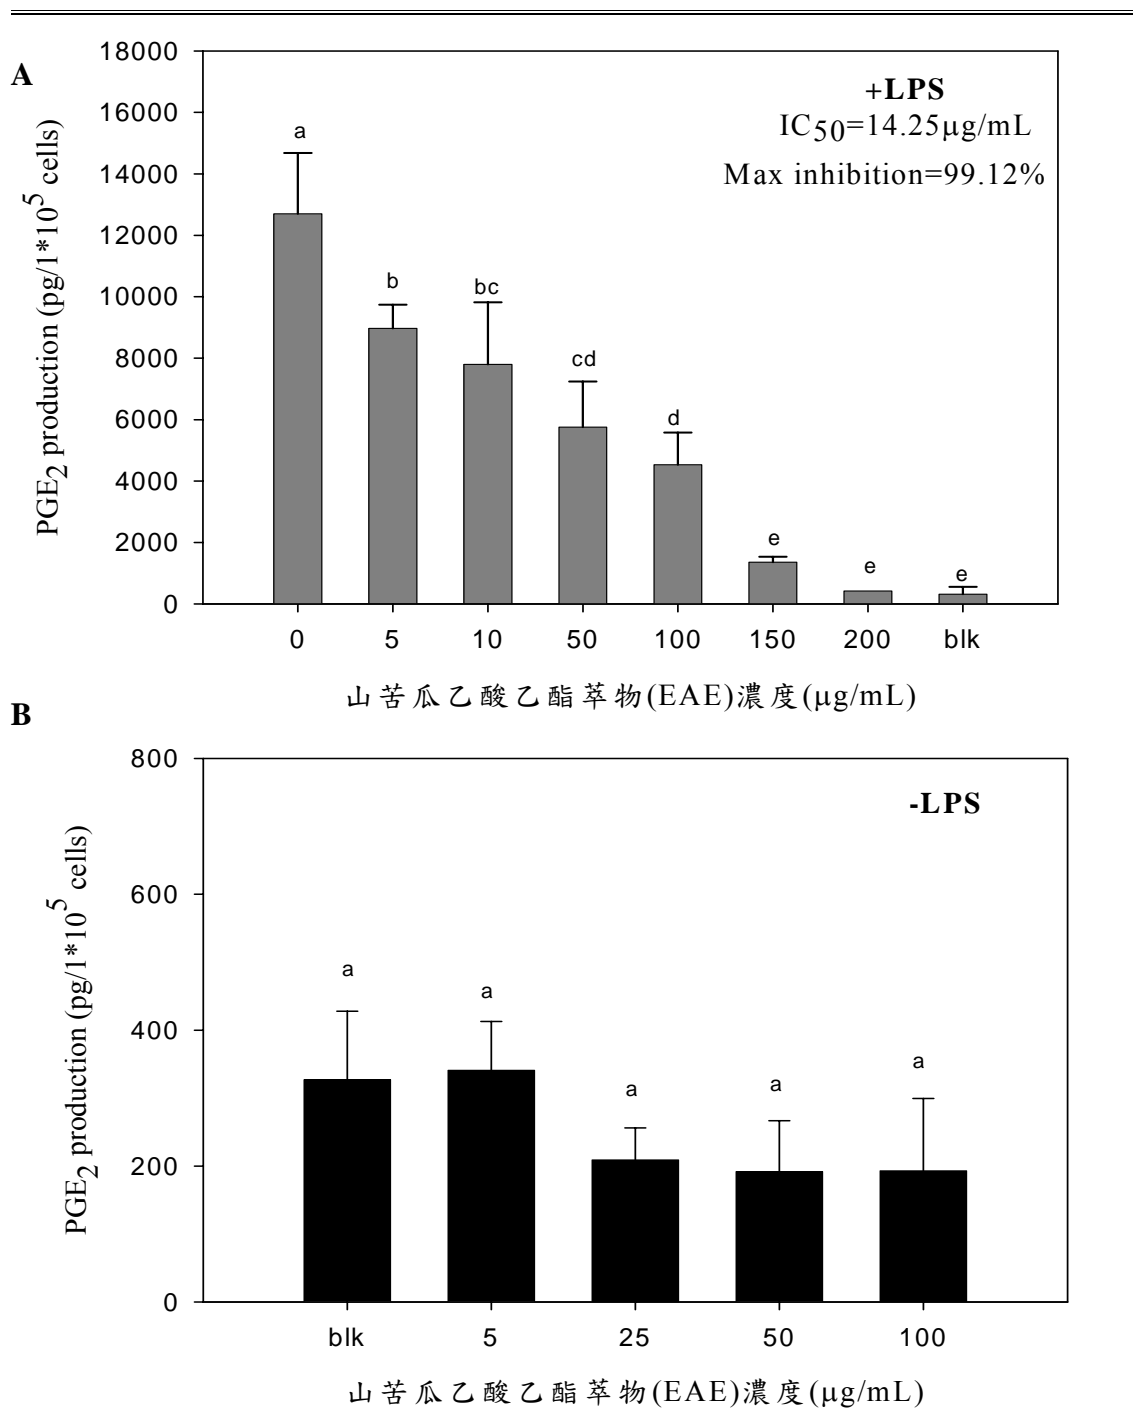 A
18000
16000
14000
12000
10000
8000
6000
4000
2000
0
PGE2 production (pg/1*10^5 cells)
+LPS
IC50=14.25μg/mL
Max inhibition=99.12%
a
b
bc
cd
d
e
e
e
0 5 10 50 100 150 200 blk
山苦瓜乙酸乙酯萃物(EAE)濃度(μg/mL)
B
800
600
400
200
0
PGE2 production (pg/1*10^5 cells)
-LPS
a
a
a
a
a
blk 5 25 50 100
山苦瓜乙酸乙酯萃物(EAE)濃度(μg/mL)